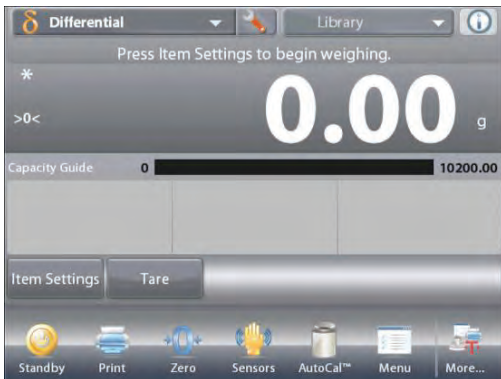 δ Differential Library
Press Item Settings to begin weighing.
*
>0<
0.00 g
Capacity Guide 0 10200.00
Item Settings Tare
Standby Print Zero Sensors AutoCal™ Menu More...